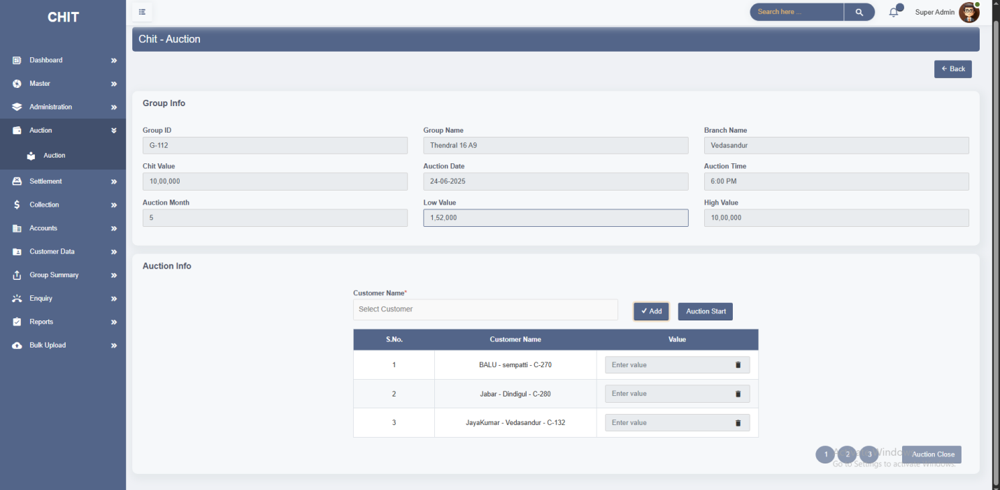 CHIT
Search here ...
Super Admin
Chit - Auction
Dashboard
Master
Administration
Auction
Auction
Settlement
Collection
Accounts
Customer Data
Group Summary
Enquiry
Reports
Bulk Upload
Back
Group Info
Group ID
G-112
Group Name
Thendral 16 A9
Branch Name
Vedasandur
Chit Value
10,00,000
Auction Date
24-06-2025
Auction Time
6:00 PM
Auction Month
5
Low Value
1,52,000
High Value
10,00,000
Auction Info
Customer Name*
Select Customer
Add
Auction Start
S.No. Customer Name Value
1 BALU - sempatti - C-270 Enter value
2 Jabar - Dindigul - C-280 Enter value
3 JayaKumar - Vedasandur - C-132 Enter value
1 2 3 Auction Close
Activate Windows
Go to Settings to activate Windows.